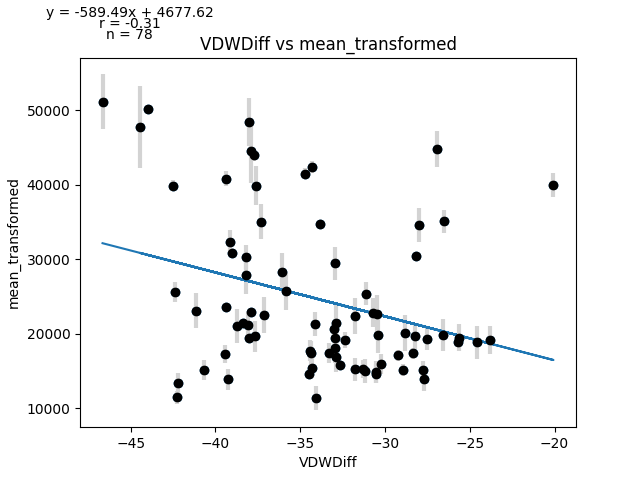 y = -589.49x + 4677.62
r = -0.31
n = 78
VDWDiff vs mean_transformed
mean_transformed
50000
40000
30000
20000
10000
−45
−40
−35
−30
−25
−20
VDWDiff